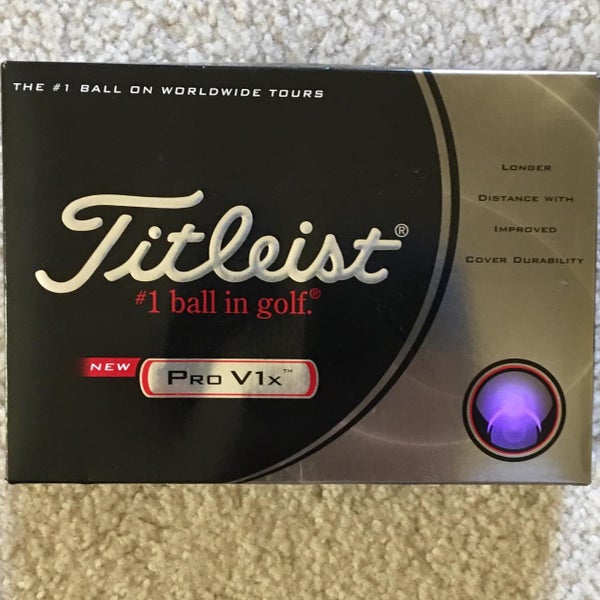 THE #1 BALL ON WORLDWIDE TOURS
Titleist®
#1 ball in golf.®
NEW
PRO V1x™
LONGER
DISTANCE WITH
IMPROVED
COVER DURABILITY